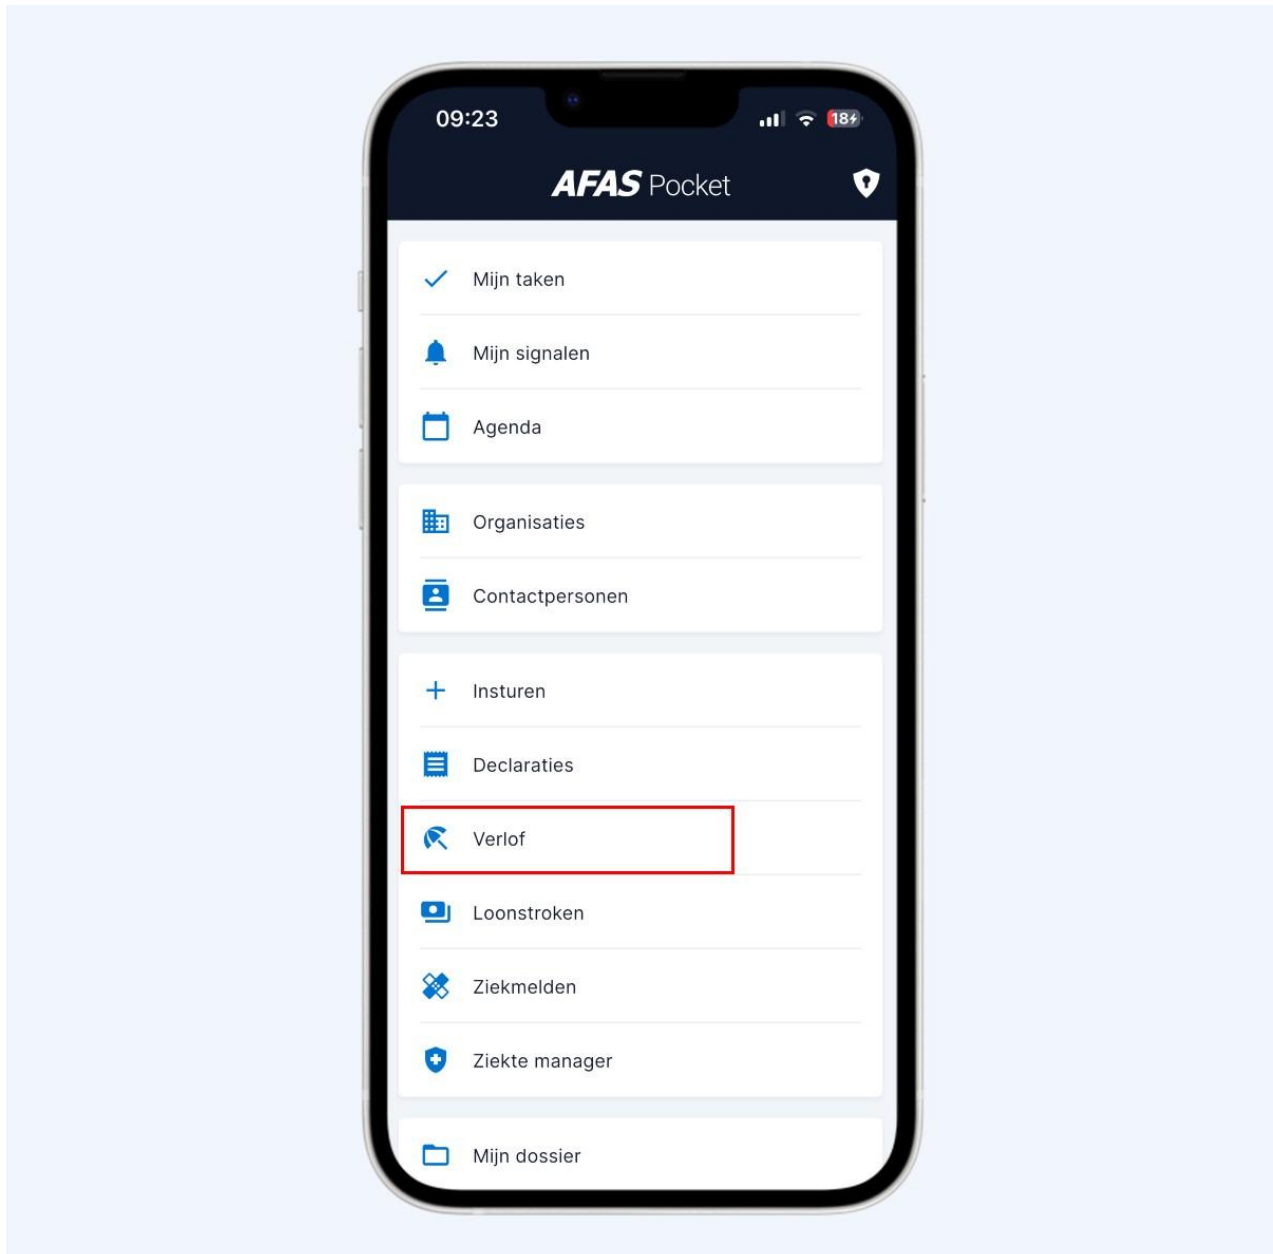 09:23
18
AFAS Pocket
Mijn taken
Mijn signalen
Agenda
Organisaties
Contactpersonen
Insturen
Declaraties
Verlof
Loonstroken
Ziekmelden
Ziekte manager
Mijn dossier